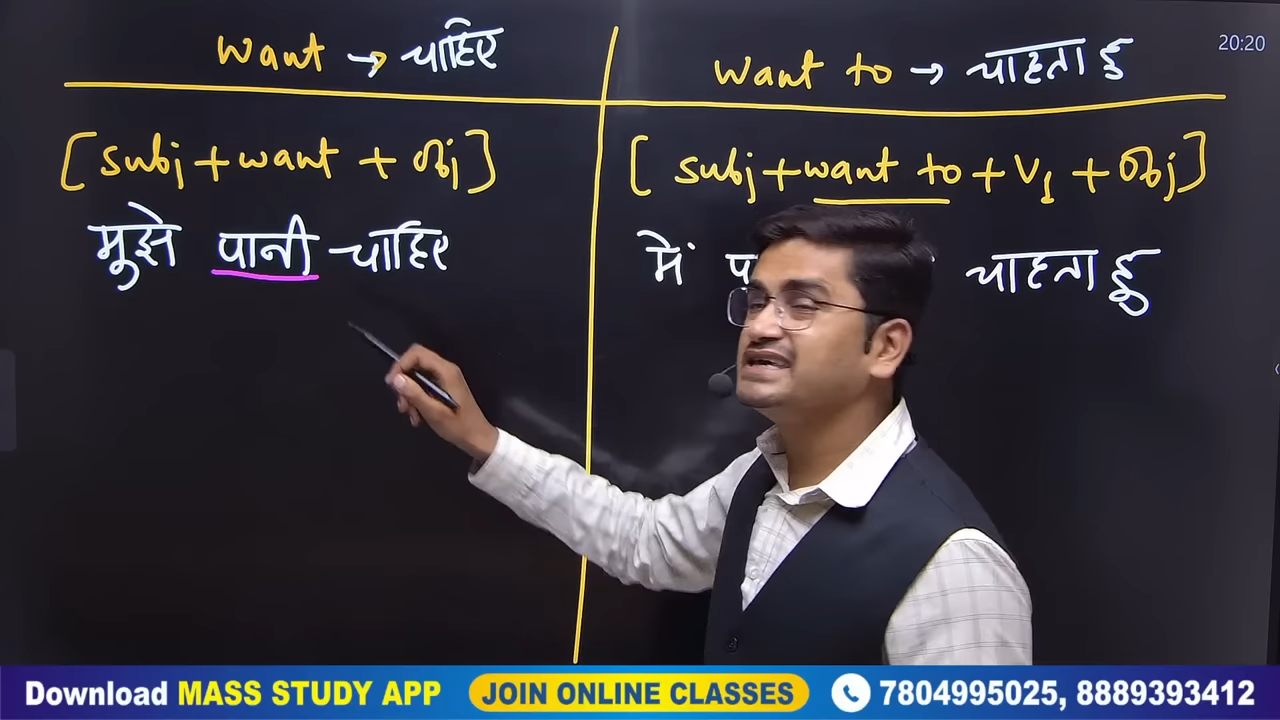 want → चाहिए
want to → चाहता हु
20:20
[subj + want + obj]
[subj + want to + V1 + obj]
मुझे पानी चाहिए
में चाहता हु
Download MASS STUDY APP
JOIN ONLINE CLASSES
7804995025, 8889393412